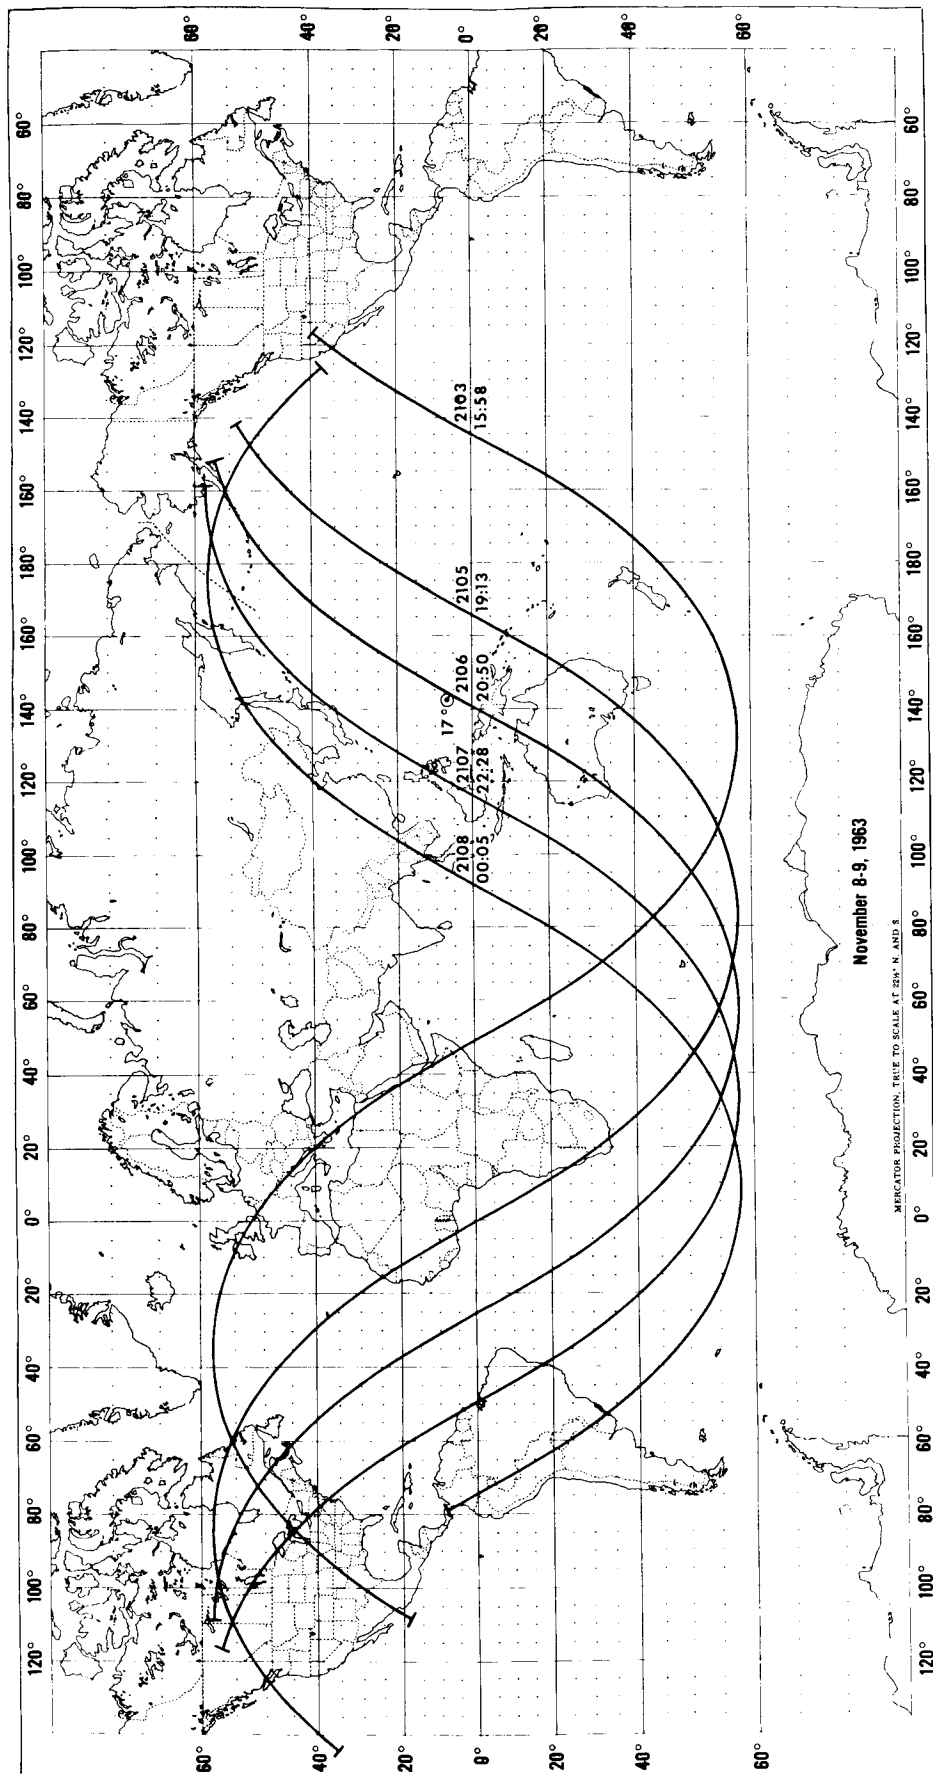 120° 100° 80° 60° 40° 20° 0° 20° 40° 60° 80° 100° 120° 140° 160° 180° 160° 140° 120° 100° 80° 60°
60° 60°
40° 40°
20° 20°
17°
2108 2107 2106 2105 2103
0° 0°
00:05 22:28 20:50 19:13 15:58
20° 20°
40° 40°
60° 60°
November 8-9, 1963
MERCATOR PROJECTION, TRUE TO SCALE AT 22½° N. AND S.
120° 100° 80° 60° 40° 20° 0° 20° 40° 60° 80° 100° 120° 140° 160° 180° 160° 140° 120° 100° 80° 60°